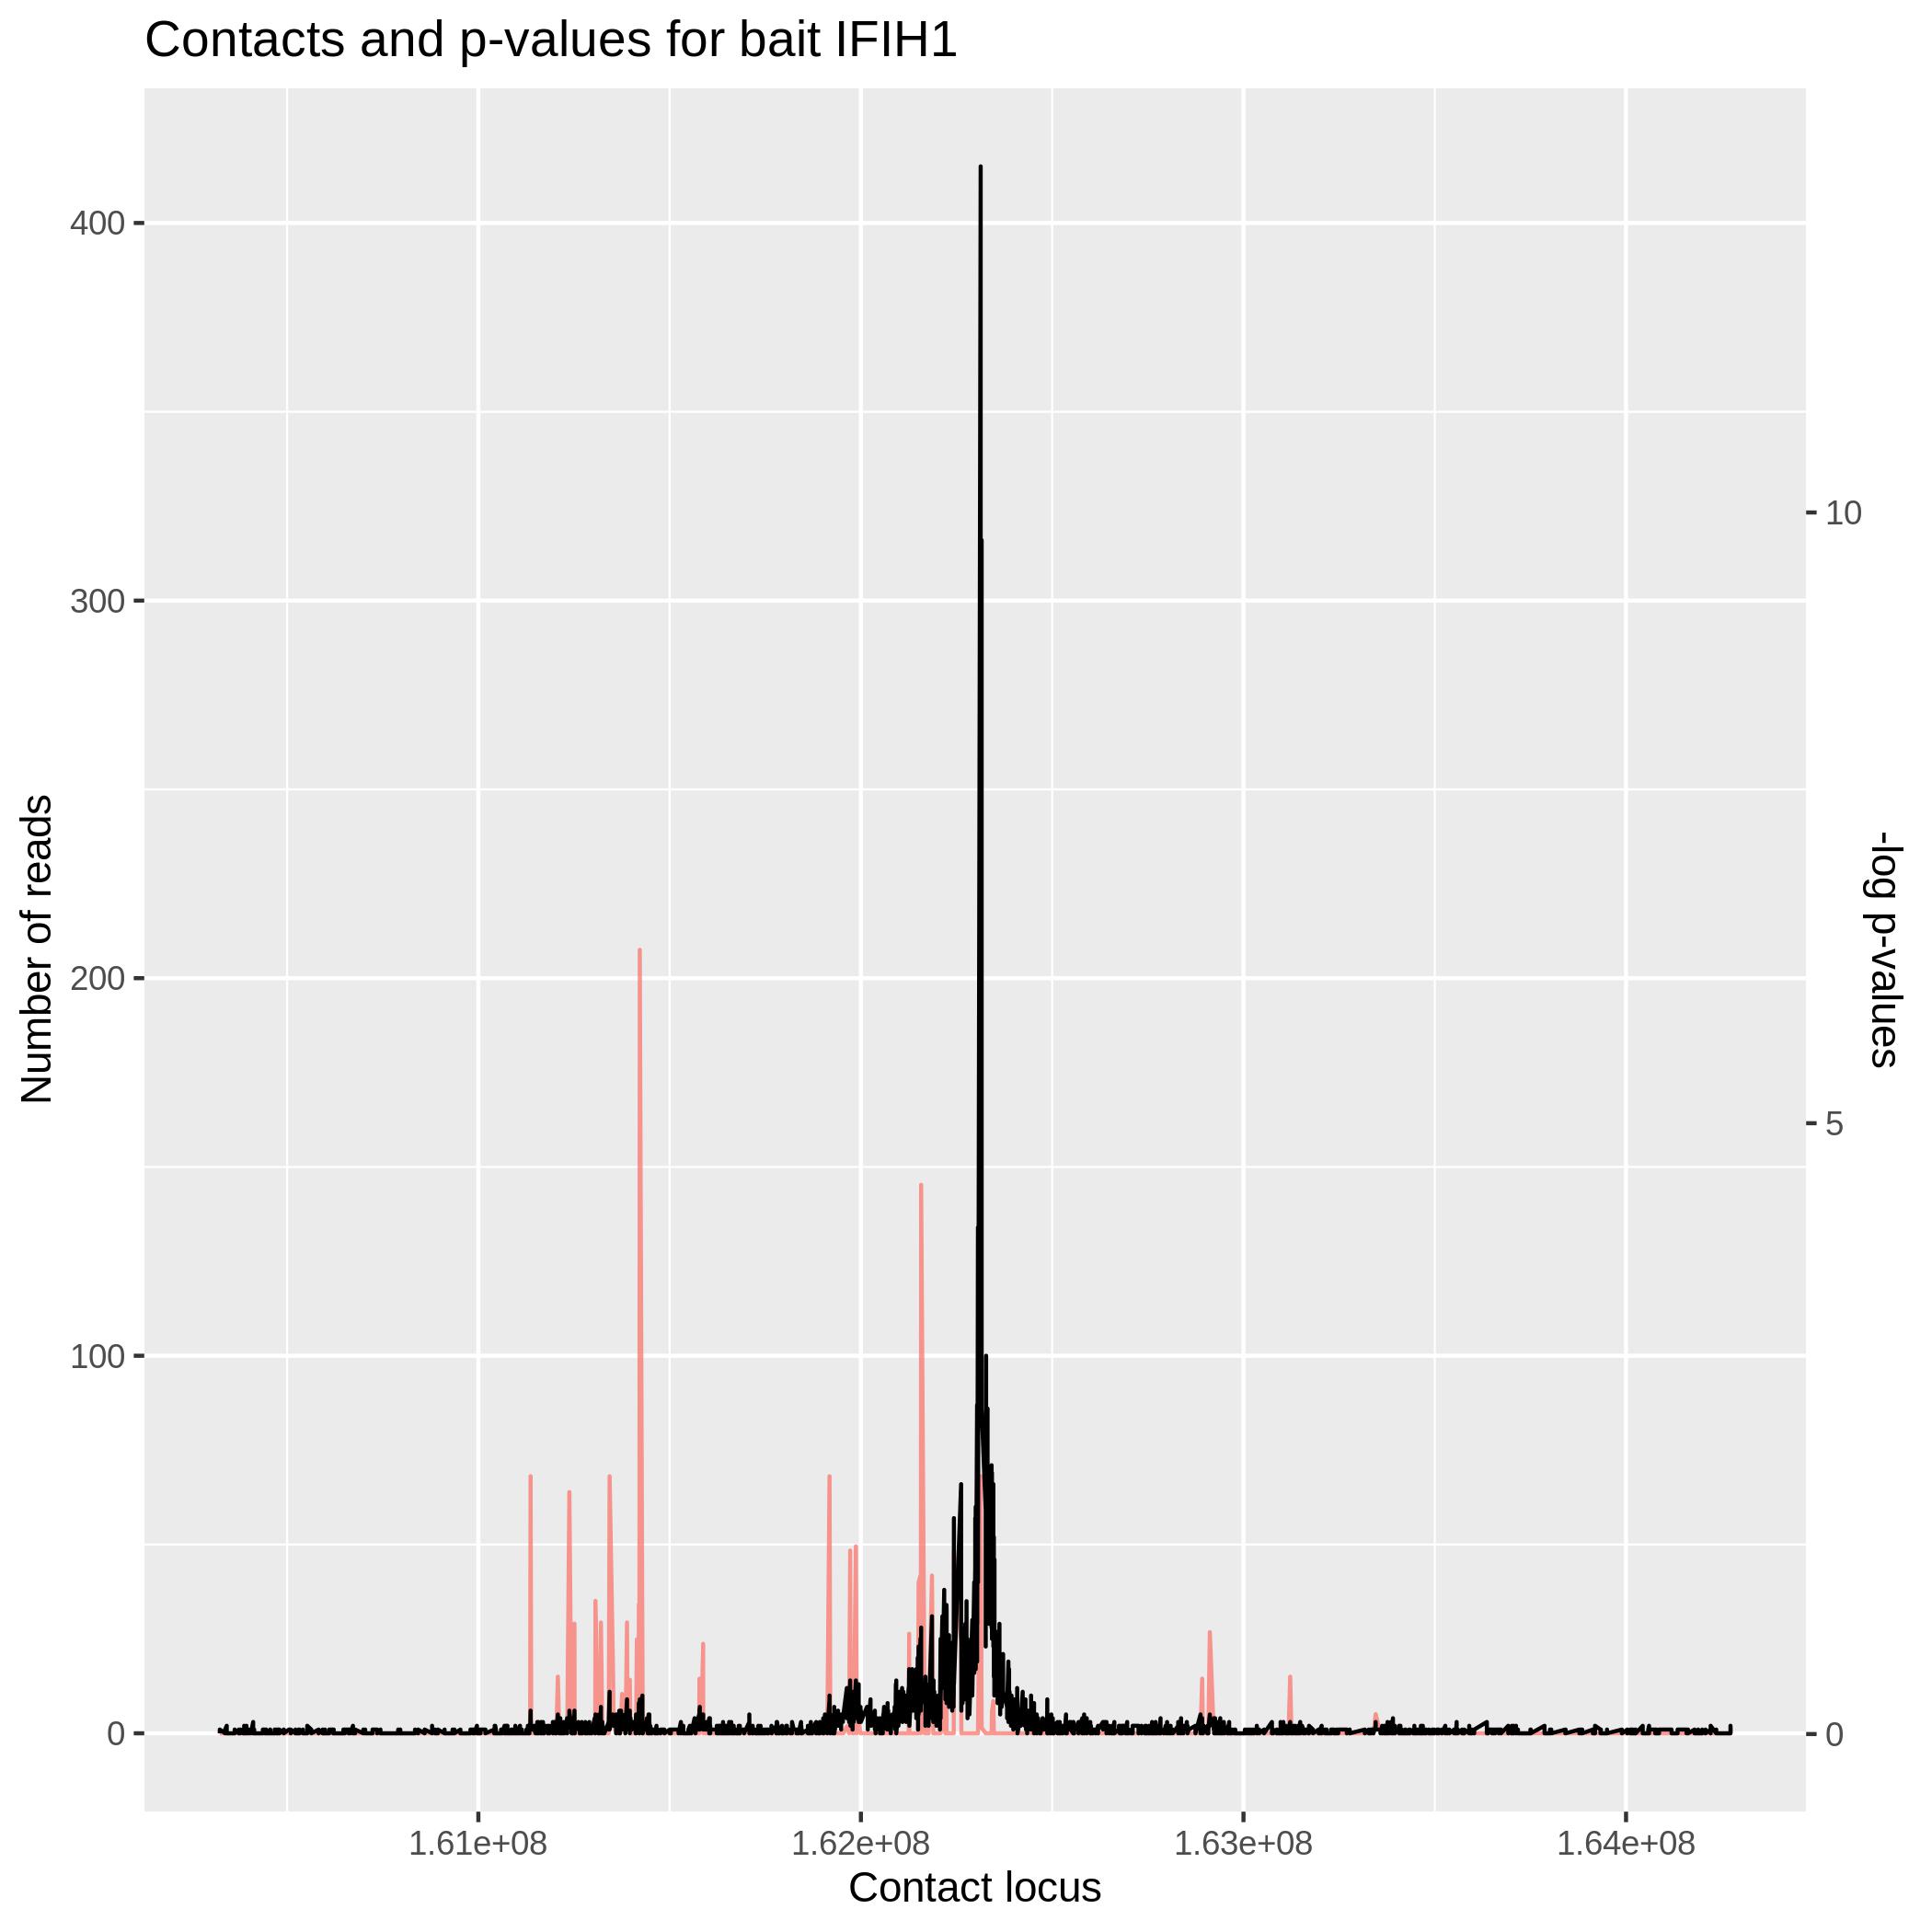 Contacts and p-values for bait IFIH1
400
300
200
100
0
Number of reads
10
5
0
-log p-values
1.61e+08
1.62e+08
1.63e+08
1.64e+08
Contact locus